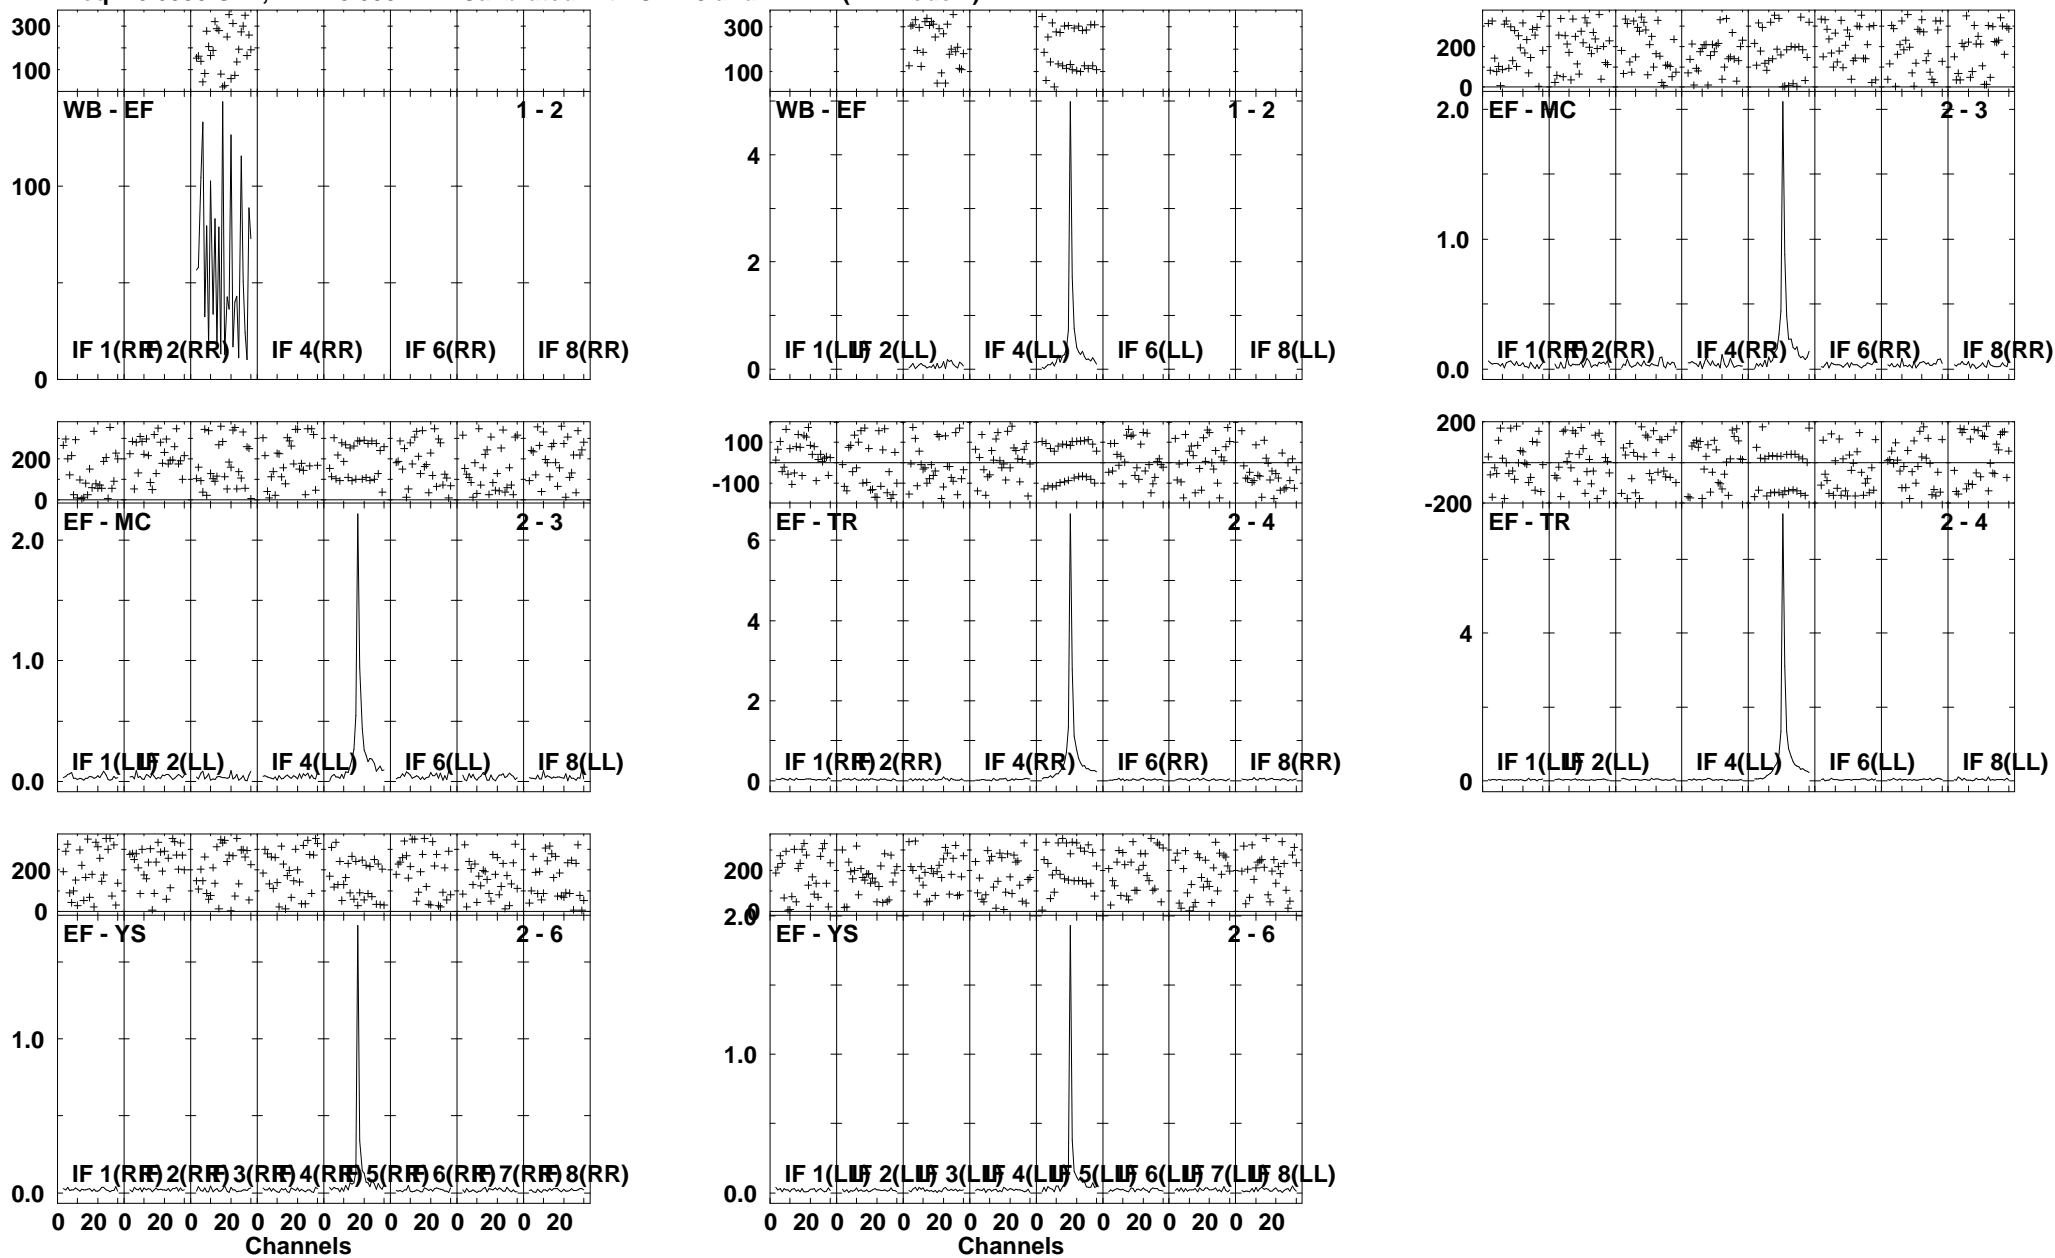 300
100
WB - EF 1 - 2
100
IF 1(RR) IF 2(RR) IF 4(RR) IF 6(RR) IF 8(RR)
0
300
100
WB - EF 1 - 2
4
2
IF 1(LL) IF 2(LL) IF 4(LL) IF 6(LL) IF 8(LL)
0
200
0
EF - MC 2 - 3
2.0
1.0
IF 1(RR) IF 2(RR) IF 4(RR) IF 6(RR) IF 8(RR)
0.0
200
0
EF - MC 2 - 3
2.0
1.0
IF 1(LL) IF 2(LL) IF 4(LL) IF 6(LL) IF 8(LL)
0.0
100
-100
EF - TR 2 - 4
6
4
2
IF 1(RR) IF 2(RR) IF 4(RR) IF 6(RR) IF 8(RR)
0
200
-200
EF - TR 2 - 4
4
IF 1(LL) IF 2(LL) IF 4(LL) IF 6(LL) IF 8(LL)
0
200
0
EF - YS 2 - 6
1.0
IF 1(RR) IF 2(RR) IF 3(RR) IF 4(RR) IF 5(RR) IF 6(RR) IF 7(RR) IF 8(RR)
0.0
0 20 0 20 0 20 0 20 0 20 0 20 0 20 0 20
Channels
200
0
2.0
EF - YS 2 - 6
1.0
IF 1(LL) IF 2(LL) IF 3(LL) IF 4(LL) IF 5(LL) IF 6(LL) IF 7(LL) IF 8(LL)
0.0
0 20 0 20 0 20 0 20 0 20 0 20 0 20 0 20
Channels